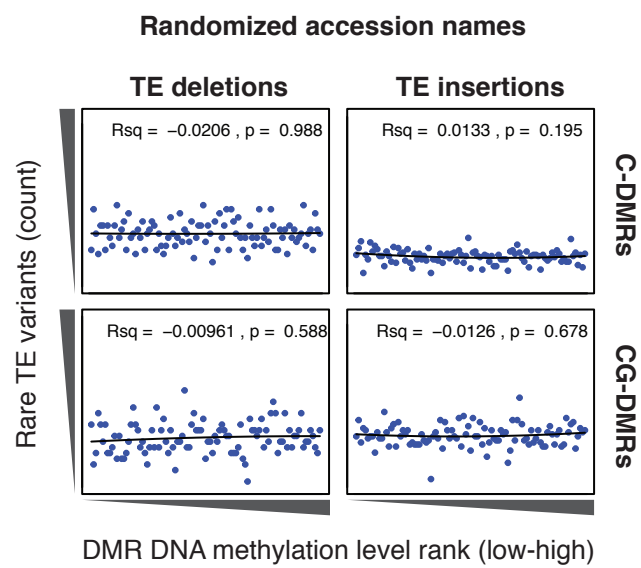 Randomized accession names
TE deletions
TE insertions
Rsq = −0.0206 , p = 0.988
Rsq = 0.0133 , p = 0.195
C-DMRs
Rare TE variants (count)
Rsq = −0.00961 , p = 0.588
Rsq = −0.0126 , p = 0.678
CG-DMRs
DMR DNA methylation level rank (low-high)